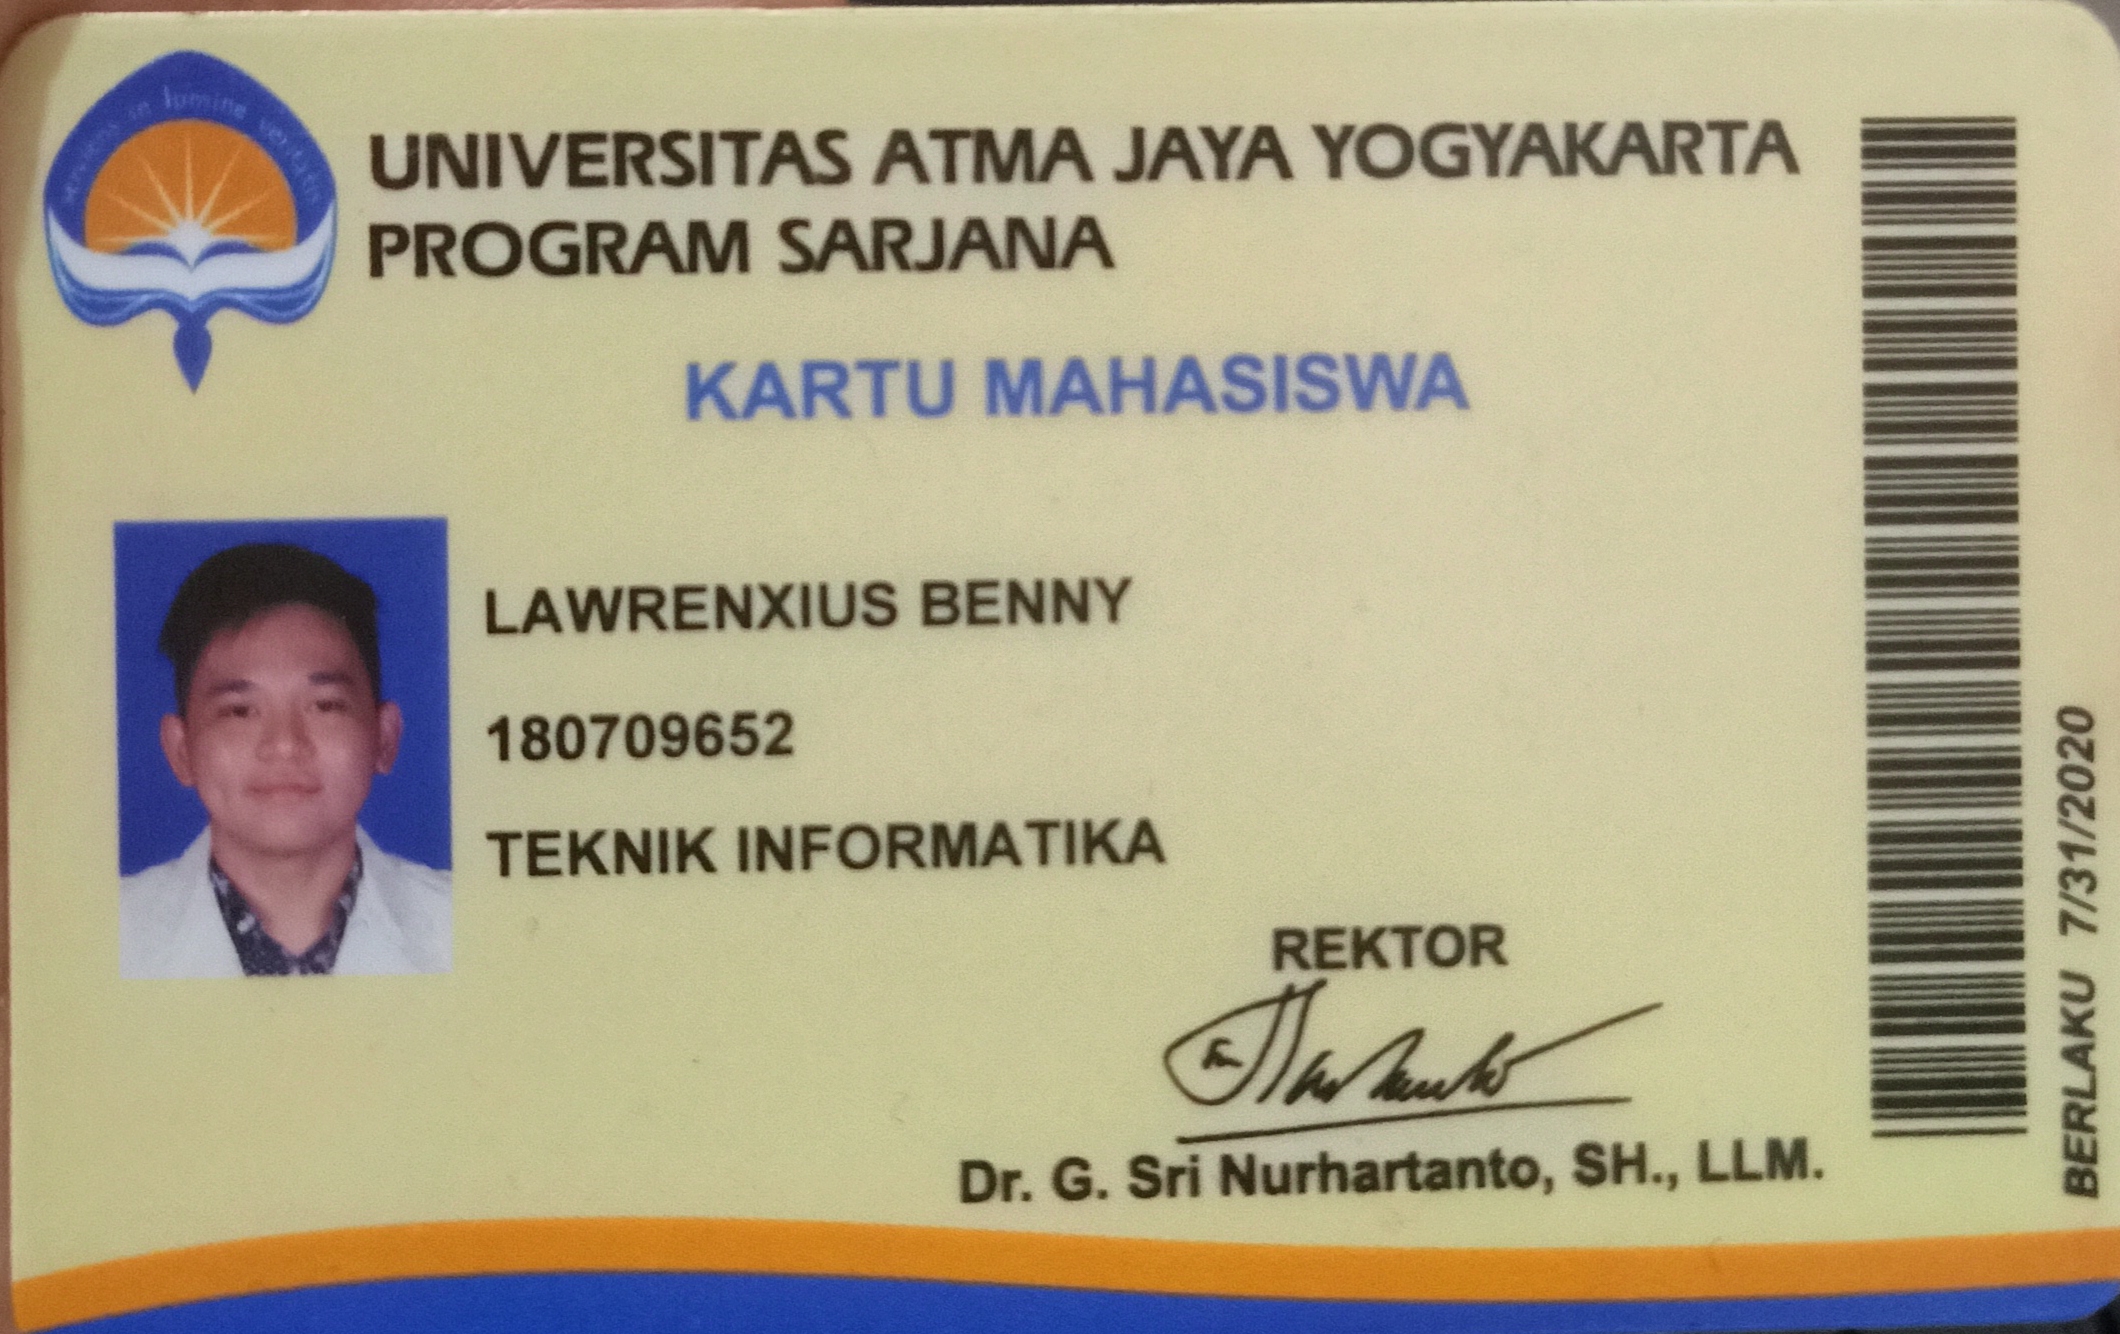 serviens in lumine veritatis
UNIVERSITAS ATMA JAYA YOGYAKARTA
PROGRAM SARJANA
KARTU MAHASISWA
LAWRENXIUS BENNY
180709652
TEKNIK INFORMATIKA
REKTOR
Dr. G. Sri Nurhartanto, SH., LLM.
BERLAKU 7/31/2020